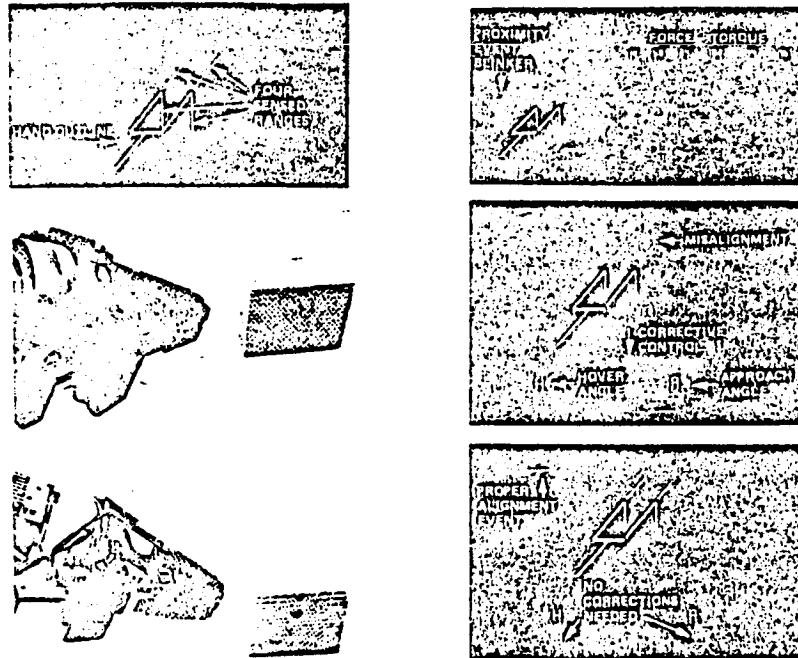 FOUR
SENSED
RANGES
HAND OUTLINE
PROXIMITY
EVENT
BLINKER
FORCE TORQUE
MISALIGNMENT
CORRECTIVE
CONTROL
H
HOVER
ANGLE
APPROACH
ANGLE
PROPER
ALIGNMENT
EVENT
NO
CORRECTIONS
NEEDED
H